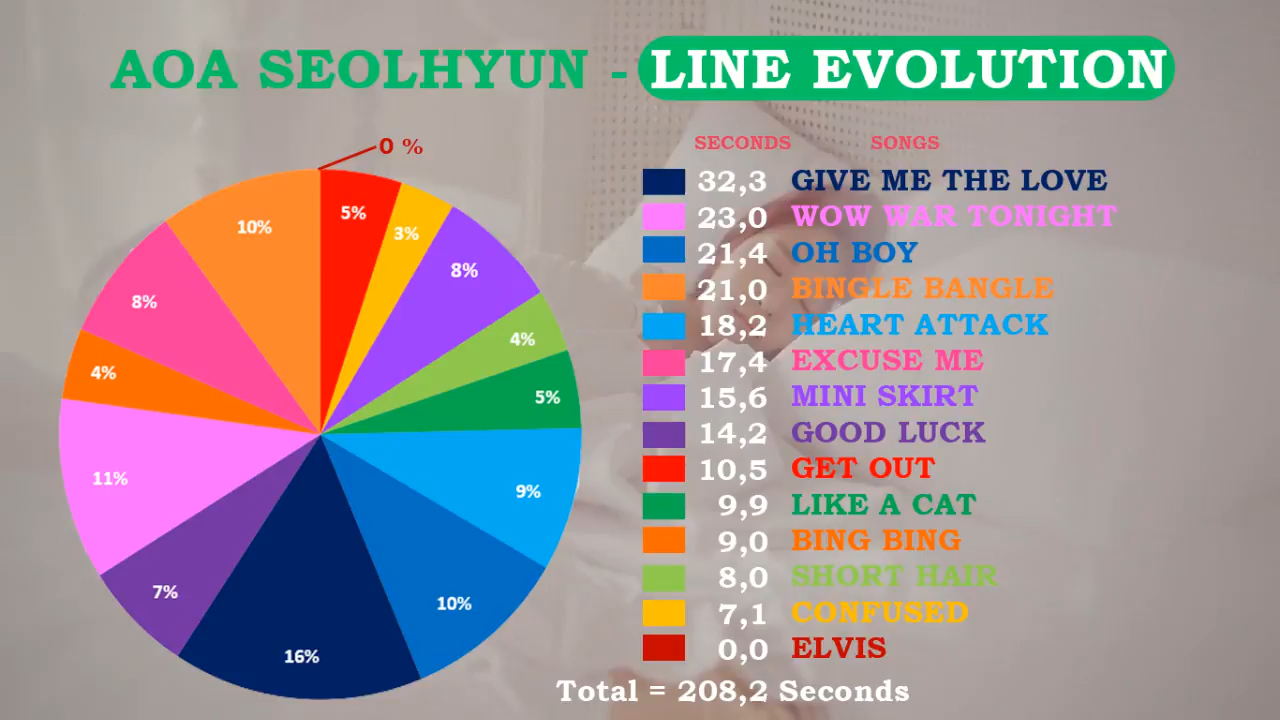 AOA SEOLHYUN - LINE EVOLUTION
SECONDS SONGS
0 %
5%
3%
10%
8%
8%
4%
4%
5%
11%
9%
7%
10%
16%
32,3 GIVE ME THE LOVE
23,0 WOW WAR TONIGHT
21,4 OH BOY
21,0 BINGLE BANGLE
18,2 HEART ATTACK
17,4 EXCUSE ME
15,6 MINI SKIRT
14,2 GOOD LUCK
10,5 GET OUT
9,9 LIKE A CAT
9,0 BING BING
8,0 SHORT HAIR
7,1 CONFUSED
0,0 ELVIS
Total = 208,2 Seconds